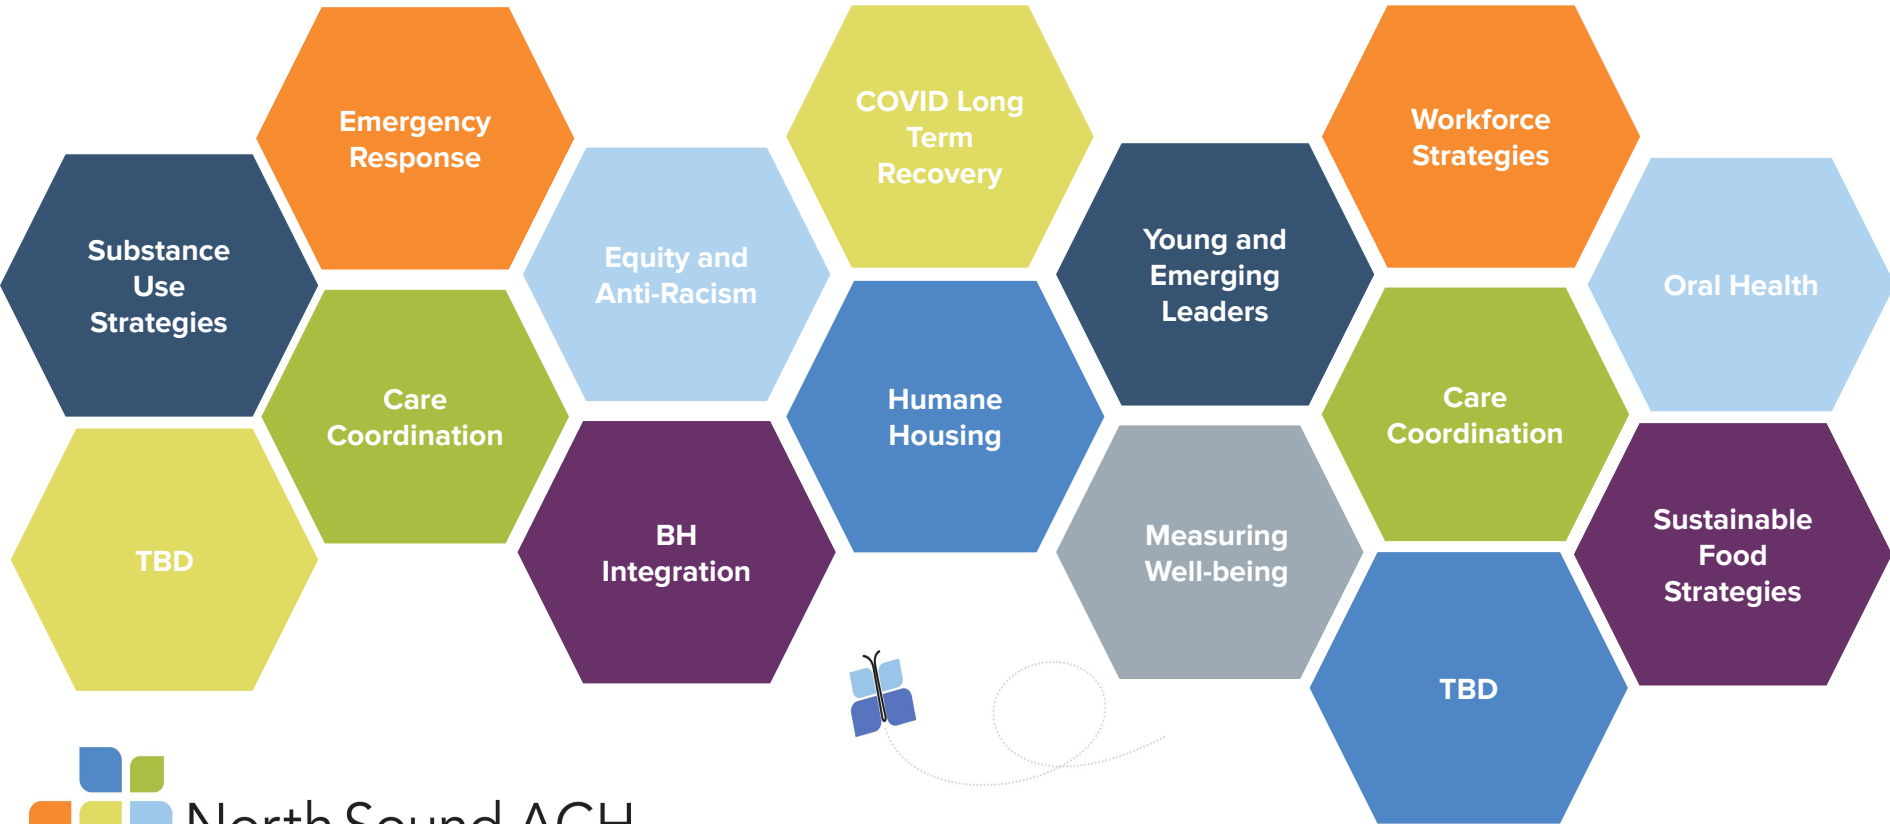 Emergency
Response
COVID Long
Term
Recovery
Workforce
Strategies
Substance
Use
Strategies
Equity and
Anti-Racism
Young and
Emerging
Leaders
Oral Health
Care
Coordination
Humane
Housing
Care
Coordination
TBD
BH
Integration
Measuring
Well-being
Sustainable
Food
Strategies
TBD
North Sound ACH